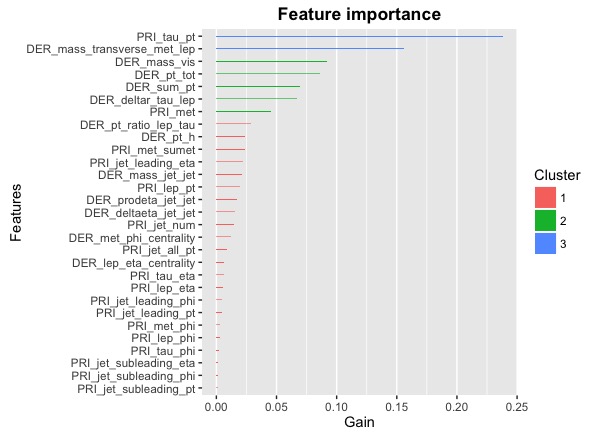 Feature importance
PRI_tau_pt
DER_mass_transverse_met_lep
DER_mass_vis
DER_pt_tot
DER_sum_pt
DER_deltar_tau_lep
PRI_met
DER_pt_ratio_lep_tau
DER_pt_h
PRI_met_sumet
PRI_jet_leading_eta
DER_mass_jet_jet
PRI_lep_pt
DER_prodeta_jet_jet
DER_deltaeta_jet_jet
PRI_jet_num
DER_met_phi_centrality
PRI_jet_all_pt
DER_lep_eta_centrality
PRI_tau_eta
PRI_lep_eta
PRI_jet_leading_phi
PRI_jet_leading_pt
PRI_met_phi
PRI_lep_phi
PRI_tau_phi
PRI_jet_subleading_eta
PRI_jet_subleading_phi
PRI_jet_subleading_pt
Features
0.00 0.05 0.10 0.15 0.20 0.25
Gain
Cluster
1
2
3